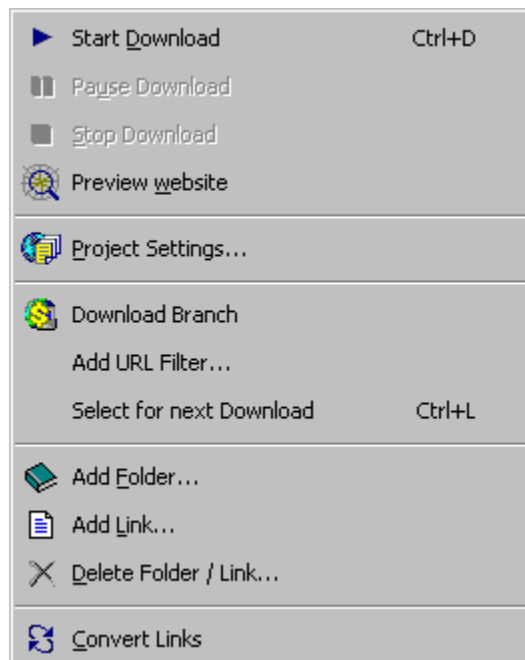 Start Download Ctrl+D
Pause Download
Stop Download
Preview website
Project Settings...
Download Branch
Add URL Filter...
Select for next Download Ctrl+L
Add Folder...
Add Link...
Delete Folder / Link...
Convert Links